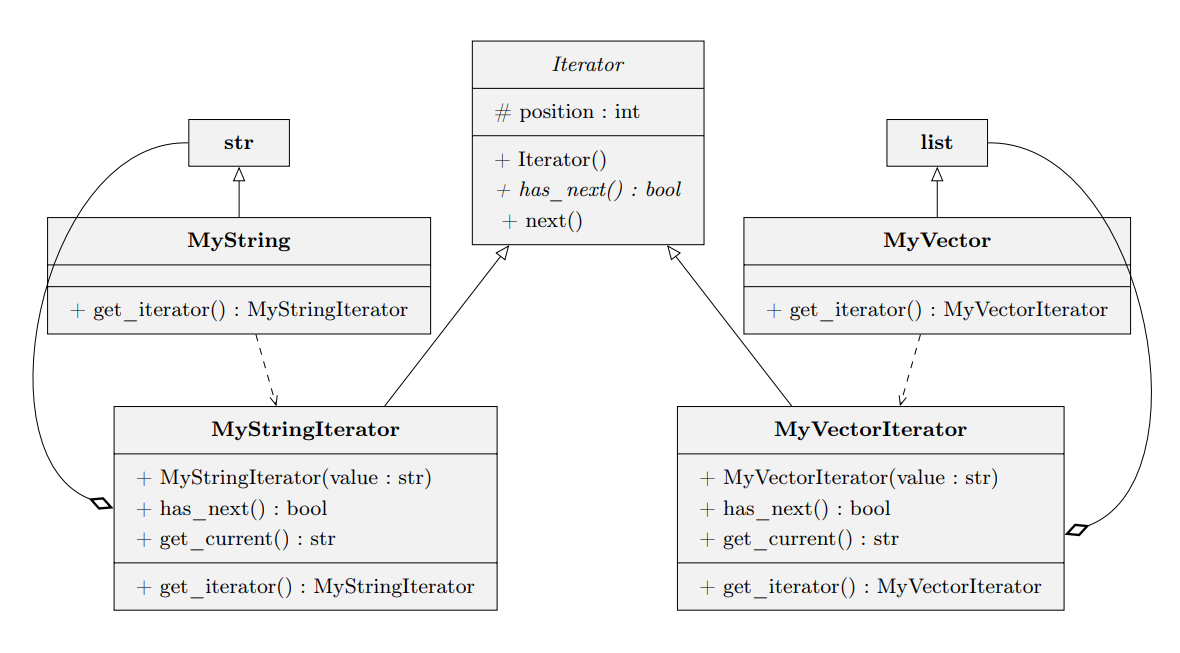 Iterator
# position : int
+ Iterator()
+ has_next() : bool
+ next()
str
MyString
+ get_iterator() : MyStringIterator
list
MyVector
+ get_iterator() : MyVectorIterator
MyStringIterator
+ MyStringIterator(value : str)
+ has_next() : bool
+ get_current() : str
+ get_iterator() : MyStringIterator
MyVectorIterator
+ MyVectorIterator(value : str)
+ has_next() : bool
+ get_current() : str
+ get_iterator() : MyVectorIterator